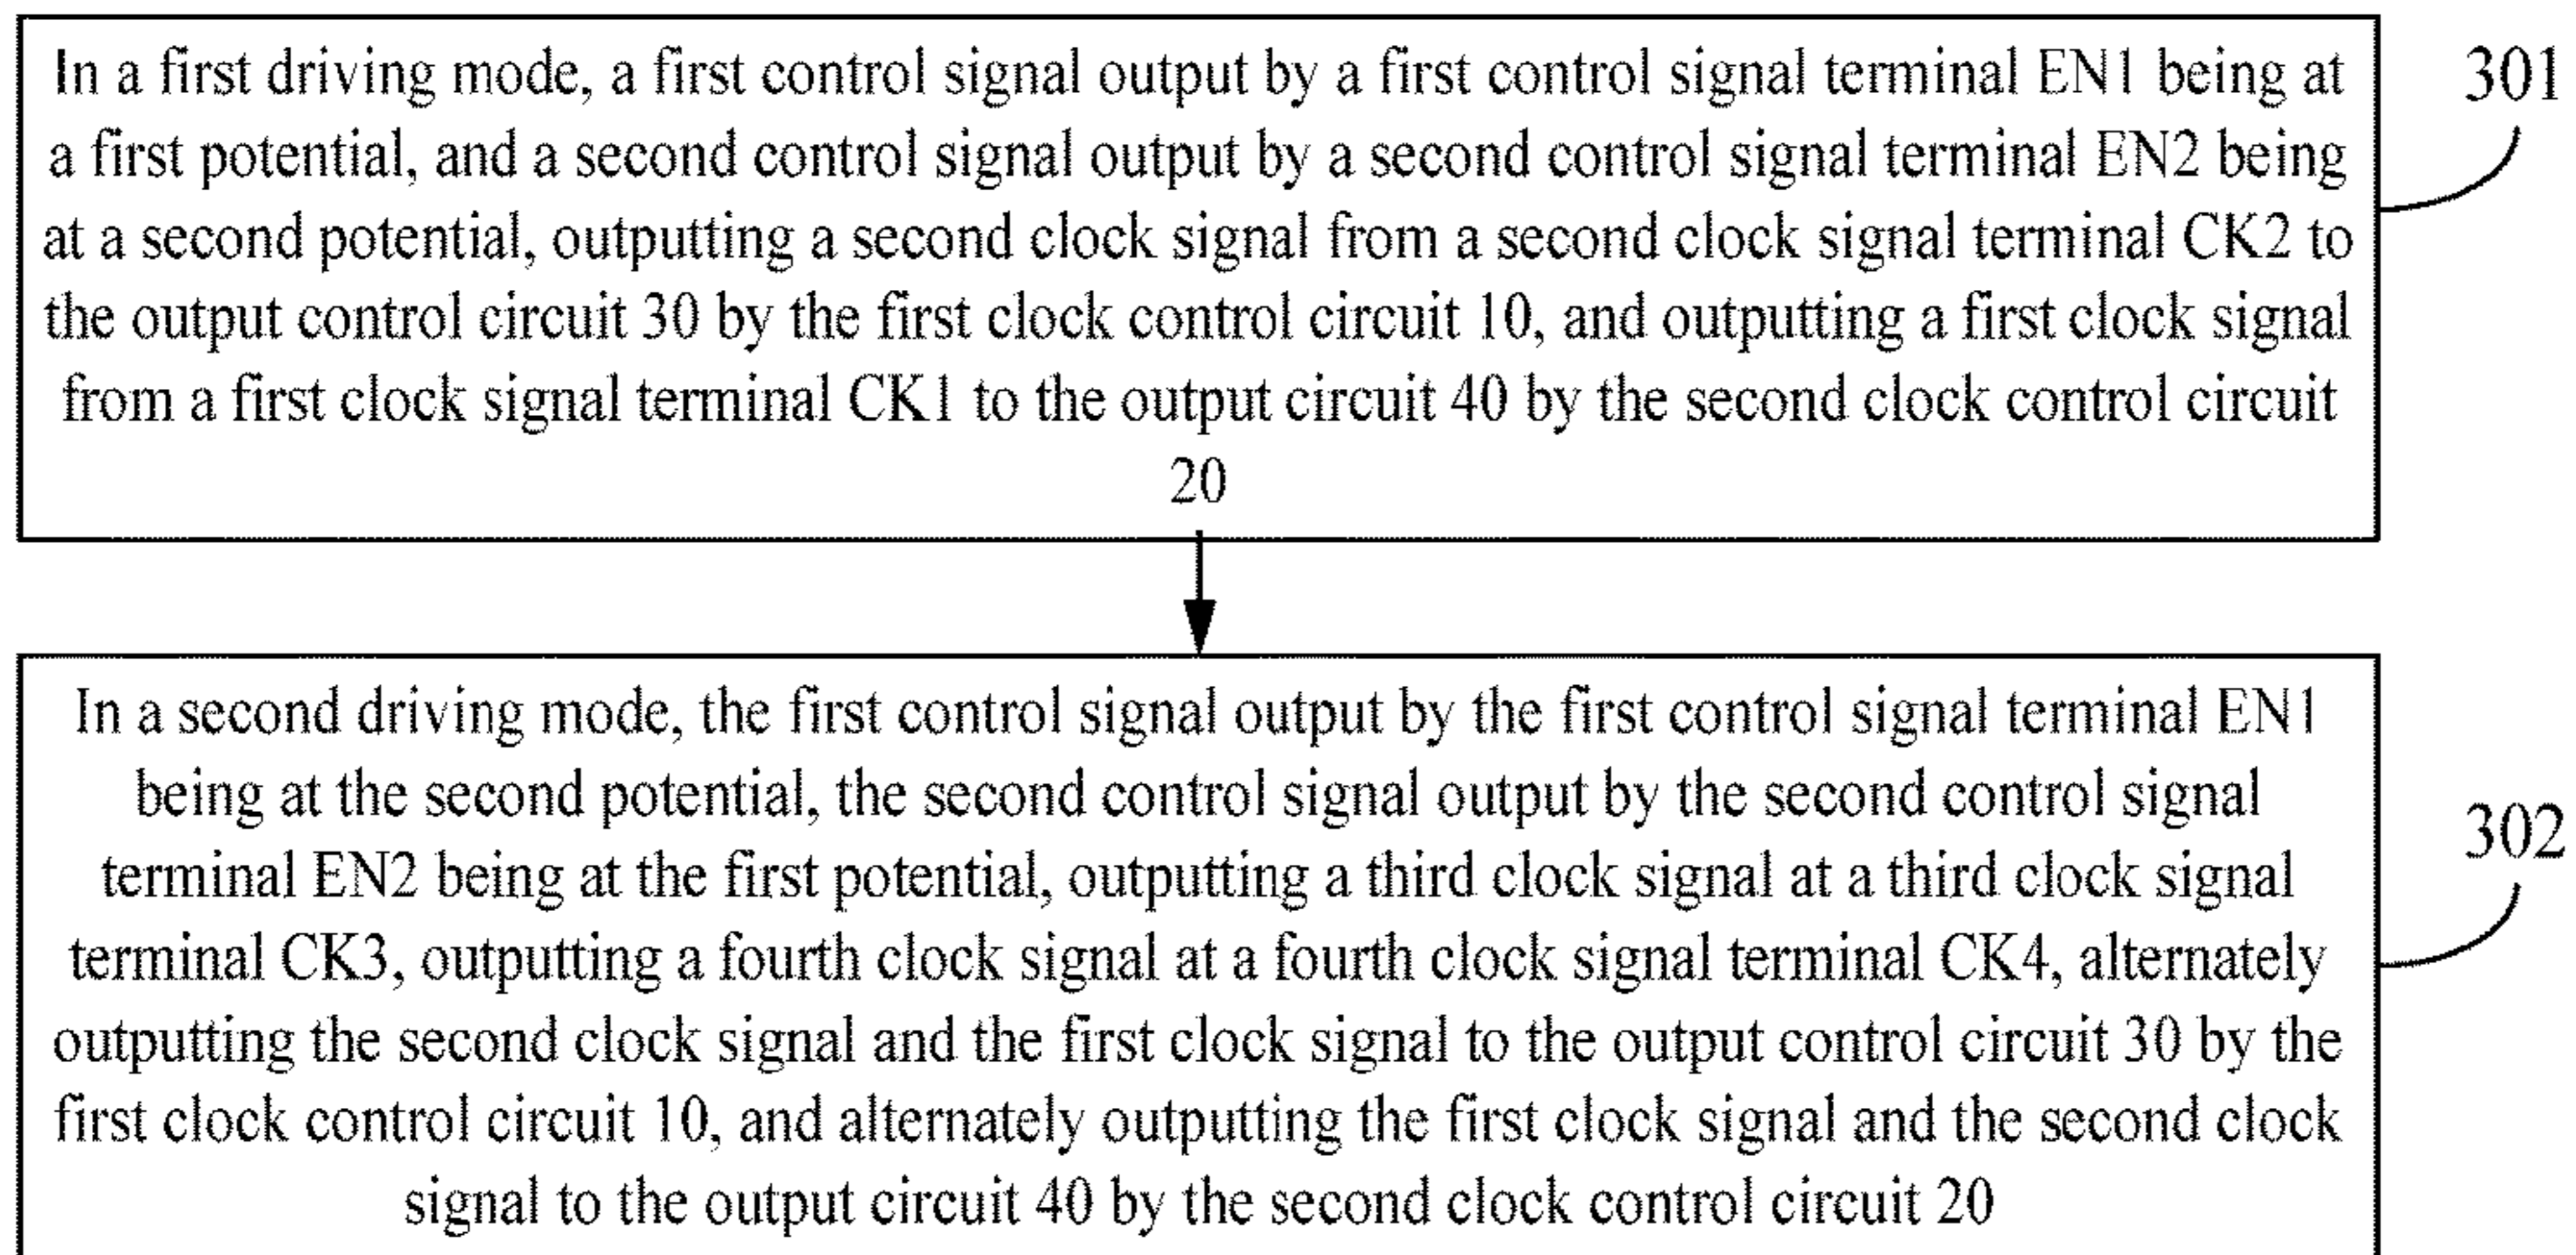 In a first driving mode, a first control signal output by a first control signal terminal EN1 being at
a first potential, and a second control signal output by a second control signal terminal EN2 being
at a second potential, outputting a second clock signal from a second clock signal terminal CK2 to
the output control circuit 30 by the first clock control circuit 10, and outputting a first clock signal
from a first clock signal terminal CK1 to the output circuit 40 by the second clock control circuit
20
301
In a second driving mode, the first control signal output by the first control signal terminal EN1
being at the second potential, the second control signal output by the second control signal
terminal EN2 being at the first potential, outputting a third clock signal at a third clock signal
terminal CK3, outputting a fourth clock signal at a fourth clock signal terminal CK4, alternately
outputting the second clock signal and the first clock signal to the output control circuit 30 by the
first clock control circuit 10, and alternately outputting the first clock signal and the second clock
signal to the output circuit 40 by the second clock control circuit 20
302